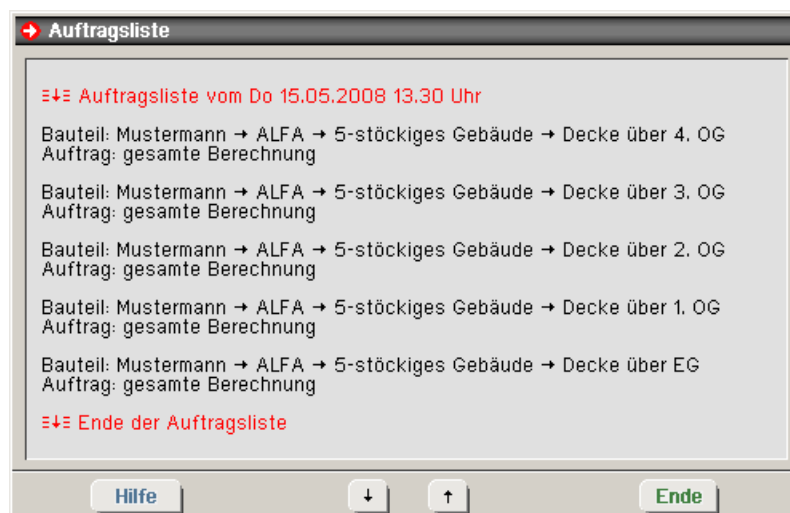 Auftragsliste
Auftragsliste vom Do 15.05.2008 13.30 Uhr
Bauteil: Mustermann → ALFA → 5-stöckiges Gebäude → Decke über 4. OG
Auftrag: gesamte Berechnung
Bauteil: Mustermann → ALFA → 5-stöckiges Gebäude → Decke über 3. OG
Auftrag: gesamte Berechnung
Bauteil: Mustermann → ALFA → 5-stöckiges Gebäude → Decke über 2. OG
Auftrag: gesamte Berechnung
Bauteil: Mustermann → ALFA → 5-stöckiges Gebäude → Decke über 1. OG
Auftrag: gesamte Berechnung
Bauteil: Mustermann → ALFA → 5-stöckiges Gebäude → Decke über EG
Auftrag: gesamte Berechnung
Ende der Auftragsliste
Hilfe ↓ ↑ Ende